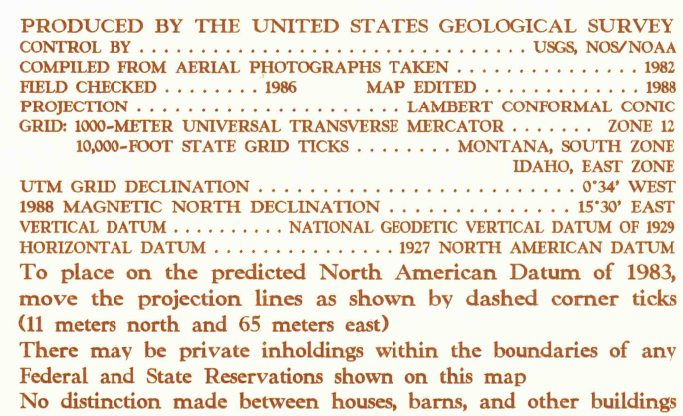 PRODUCED BY THE UNITED STATES GEOLOGICAL SURVEY
CONTROL BY . . . . . . . . . . . . . . . . . . . . . . . . . . . . . . . . . USGS, NOS/NOAA
COMPILED FROM AERIAL PHOTOGRAPHS TAKEN . . . . . . . . . . . . . . . . 1982
FIELD CHECKED . . . . . . . . 1986 MAP EDITED . . . . . . . . . . . . . . . 1988
PROJECTION . . . . . . . . . . . . . . . . . . . . . . . LAMBERT CONFORMAL CONIC
GRID: 1000-METER UNIVERSAL TRANSVERSE MERCATOR . . . . . . . ZONE 12
10,000-FOOT STATE GRID TICKS . . . . . . . . MONTANA, SOUTH ZONE
IDAHO, EAST ZONE
UTM GRID DECLINATION . . . . . . . . . . . . . . . . . . . . . . . . . . . . 0°34' WEST
1988 MAGNETIC NORTH DECLINATION . . . . . . . . . . . . . . . . 15°30' EAST
VERTICAL DATUM . . . . . . . . . . NATIONAL GEODETIC VERTICAL DATUM OF 1929
HORIZONTAL DATUM . . . . . . . . . . . . . . . . 1927 NORTH AMERICAN DATUM
To place on the predicted North American Datum of 1983,
move the projection lines as shown by dashed corner ticks
(11 meters north and 65 meters east)
There may be private inholdings within the boundaries of any
Federal and State Reservations shown on this map
No distinction made between houses, barns, and other buildings